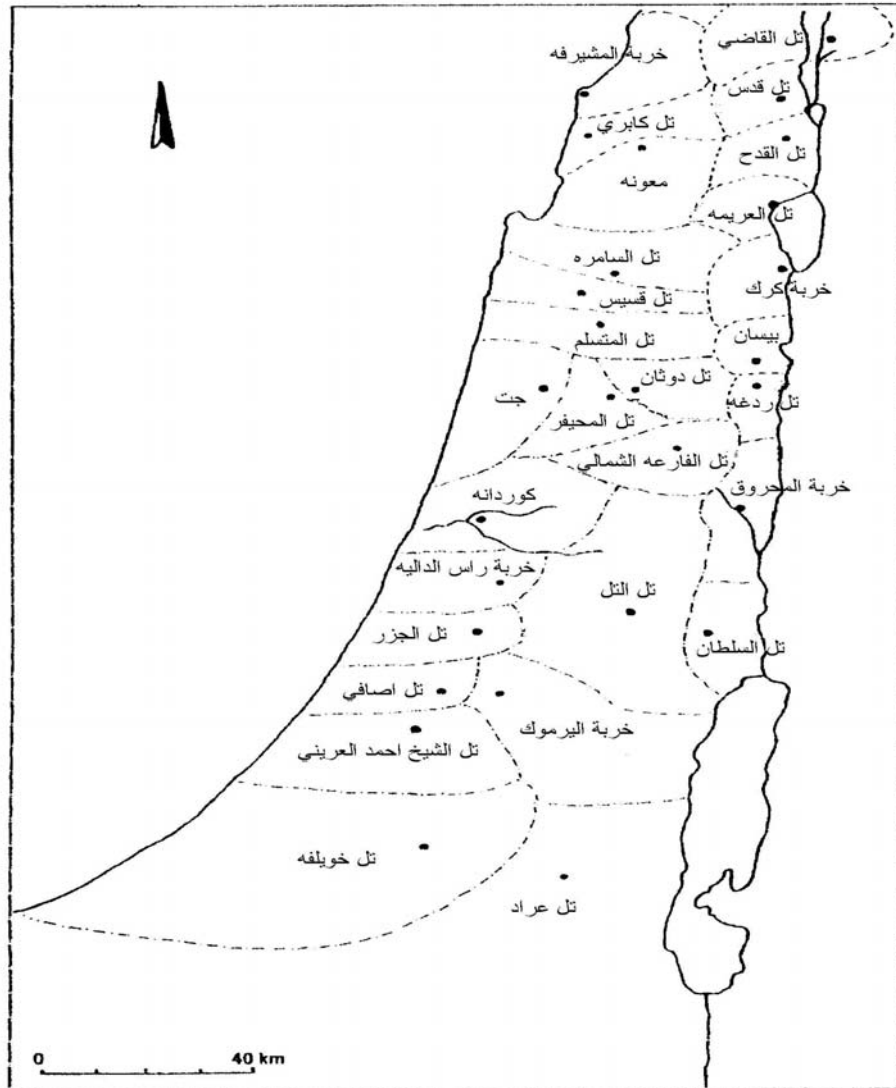 تل القاضي
خربة المشيرفه
تل قدس
تل كابري
تل القدح
معونه
تل العريمه
تل السامره
خربة كرك
تل قسيس
تل المتسلم
بيسان
تل دوثان
تل ردغه
جت
تل المحيفر
تل الفارعه الشمالي
خربة المحروق
كوردانه
خربة راس الداليه
تل التل
تل الجزر
تل السلطان
تل اصافي
خربة اليرموك
تل الشيخ احمد العريني
تل خويلفه
تل عراد
0 40 km